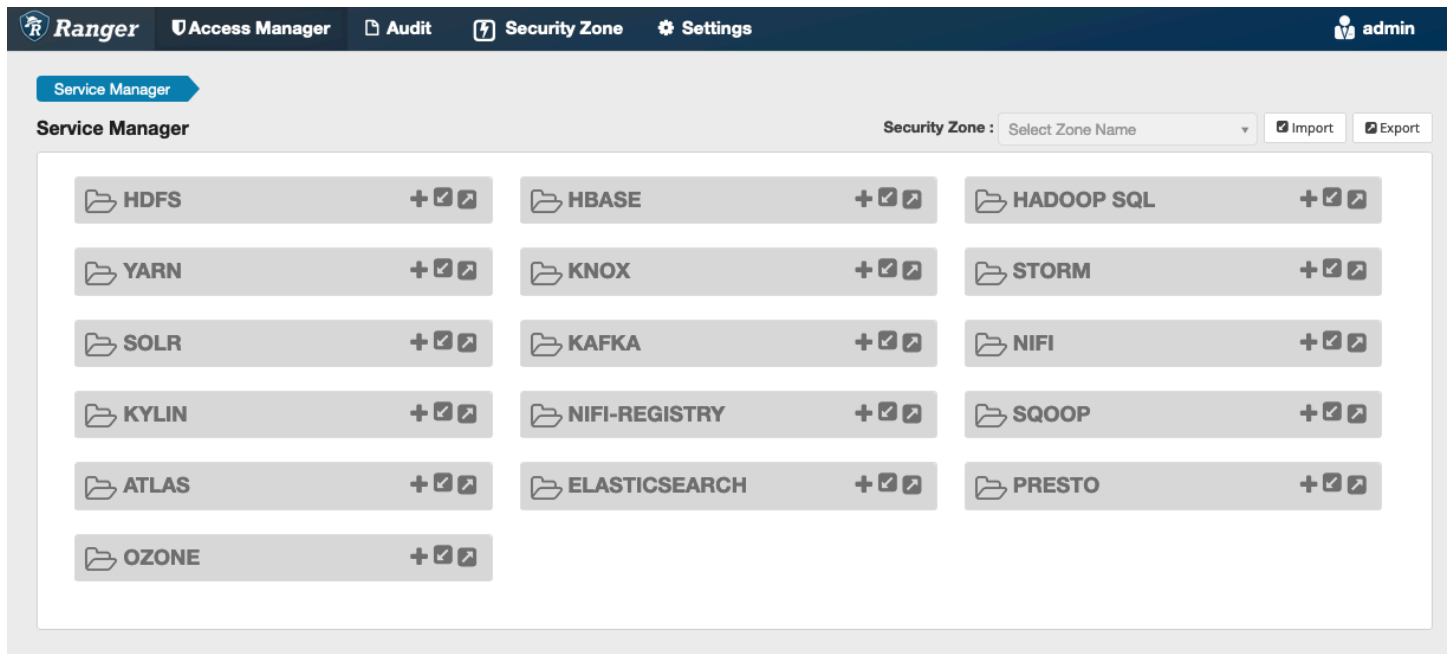 Ranger Access Manager Audit Security Zone Settings admin
Service Manager
Service Manager Security Zone : Select Zone Name Import Export
HDFS HBASE HADOOP SQL
YARN KNOX STORM
SOLR KAFKA NIFI
KYLIN NIFI-REGISTRY SQOOP
ATLAS ELASTICSEARCH PRESTO
OZONE